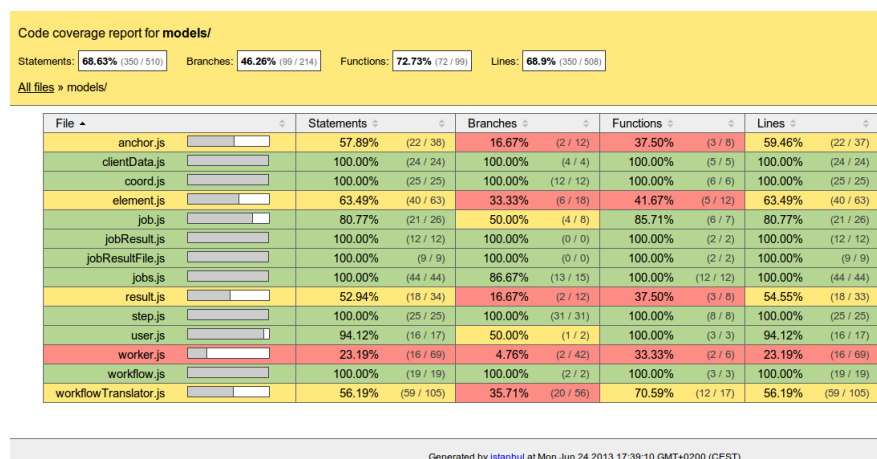 Code coverage report for models/
Statements: 68.63% (350 / 510) Branches: 46.26% (99 / 214) Functions: 72.73% (72 / 99) Lines: 68.9% (350 / 508)
All files » models/
File Statements Branches Functions Lines
anchor.js 57.89% (22 / 38) 16.67% (2 / 12) 37.50% (3 / 8) 59.46% (22 / 37)
clientData.js 100.00% (24 / 24) 100.00% (4 / 4) 100.00% (5 / 5) 100.00% (24 / 24)
coord.js 100.00% (25 / 25) 100.00% (12 / 12) 100.00% (6 / 6) 100.00% (25 / 25)
element.js 63.49% (40 / 63) 33.33% (6 / 18) 41.67% (5 / 12) 63.49% (40 / 63)
job.js 80.77% (21 / 26) 50.00% (4 / 8) 85.71% (6 / 7) 80.77% (21 / 26)
jobResult.js 100.00% (12 / 12) 100.00% (0 / 0) 100.00% (2 / 2) 100.00% (12 / 12)
jobResultFile.js 100.00% (9 / 9) 100.00% (0 / 0) 100.00% (2 / 2) 100.00% (9 / 9)
jobs.js 100.00% (44 / 44) 86.67% (13 / 15) 100.00% (12 / 12) 100.00% (44 / 44)
result.js 52.94% (18 / 34) 16.67% (2 / 12) 37.50% (3 / 8) 54.55% (18 / 33)
step.js 100.00% (25 / 25) 100.00% (31 / 31) 100.00% (8 / 8) 100.00% (25 / 25)
user.js 94.12% (16 / 17) 50.00% (1 / 2) 100.00% (3 / 3) 94.12% (16 / 17)
worker.js 23.19% (16 / 69) 4.76% (2 / 42) 33.33% (2 / 6) 23.19% (16 / 69)
workflow.js 100.00% (19 / 19) 100.00% (2 / 2) 100.00% (3 / 3) 100.00% (19 / 19)
workflowTranslator.js 56.19% (59 / 105) 35.71% (20 / 56) 70.59% (12 / 17) 56.19% (59 / 105)
Generated by istanbul at Mon Jun 24 2013 17:39:10 GMT+0200 (CEST)